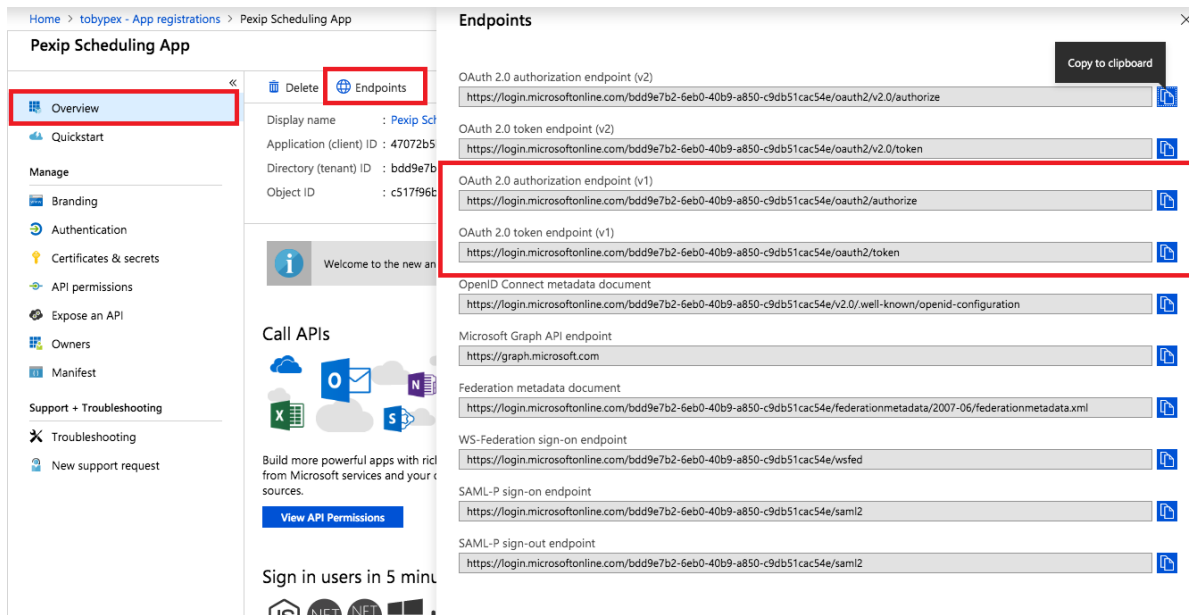 Home > tobypex - App registrations > Pexip Scheduling App
Pexip Scheduling App
«
Overview
Quickstart
Manage
Branding
Authentication
Certificates & secrets
API permissions
Expose an API
Owners
Manifest
Support + Troubleshooting
Troubleshooting
New support request
Delete
Endpoints
Display name : Pexip Sch
Application (client) ID : 47072b5
Directory (tenant) ID : bdd9e7b
Object ID : c517f96b
Welcome to the new an
Call APIs
Build more powerful apps with rich
from Microsoft services and your
sources.
View API Permissions
Sign in users in 5 minu
Endpoints
Copy to clipboard
OAuth 2.0 authorization endpoint (v2)
https://login.microsoftonline.com/bdd9e7b2-6eb0-40b9-a850-c9db51cac54e/oauth2/v2.0/authorize
OAuth 2.0 token endpoint (v2)
https://login.microsoftonline.com/bdd9e7b2-6eb0-40b9-a850-c9db51cac54e/oauth2/v2.0/token
OAuth 2.0 authorization endpoint (v1)
https://login.microsoftonline.com/bdd9e7b2-6eb0-40b9-a850-c9db51cac54e/oauth2/authorize
OAuth 2.0 token endpoint (v1)
https://login.microsoftonline.com/bdd9e7b2-6eb0-40b9-a850-c9db51cac54e/oauth2/token
OpenID Connect metadata document
https://login.microsoftonline.com/bdd9e7b2-6eb0-40b9-a850-c9db51cac54e/v2.0/.well-known/openid-configuration
Microsoft Graph API endpoint
https://graph.microsoft.com
Federation metadata document
https://login.microsoftonline.com/bdd9e7b2-6eb0-40b9-a850-c9db51cac54e/federationmetadata/2007-06/federationmetadata.xml
WS-Federation sign-on endpoint
https://login.microsoftonline.com/bdd9e7b2-6eb0-40b9-a850-c9db51cac54e/wsfed
SAML-P sign-on endpoint
https://login.microsoftonline.com/bdd9e7b2-6eb0-40b9-a850-c9db51cac54e/saml2
SAML-P sign-out endpoint
https://login.microsoftonline.com/bdd9e7b2-6eb0-40b9-a850-c9db51cac54e/saml2